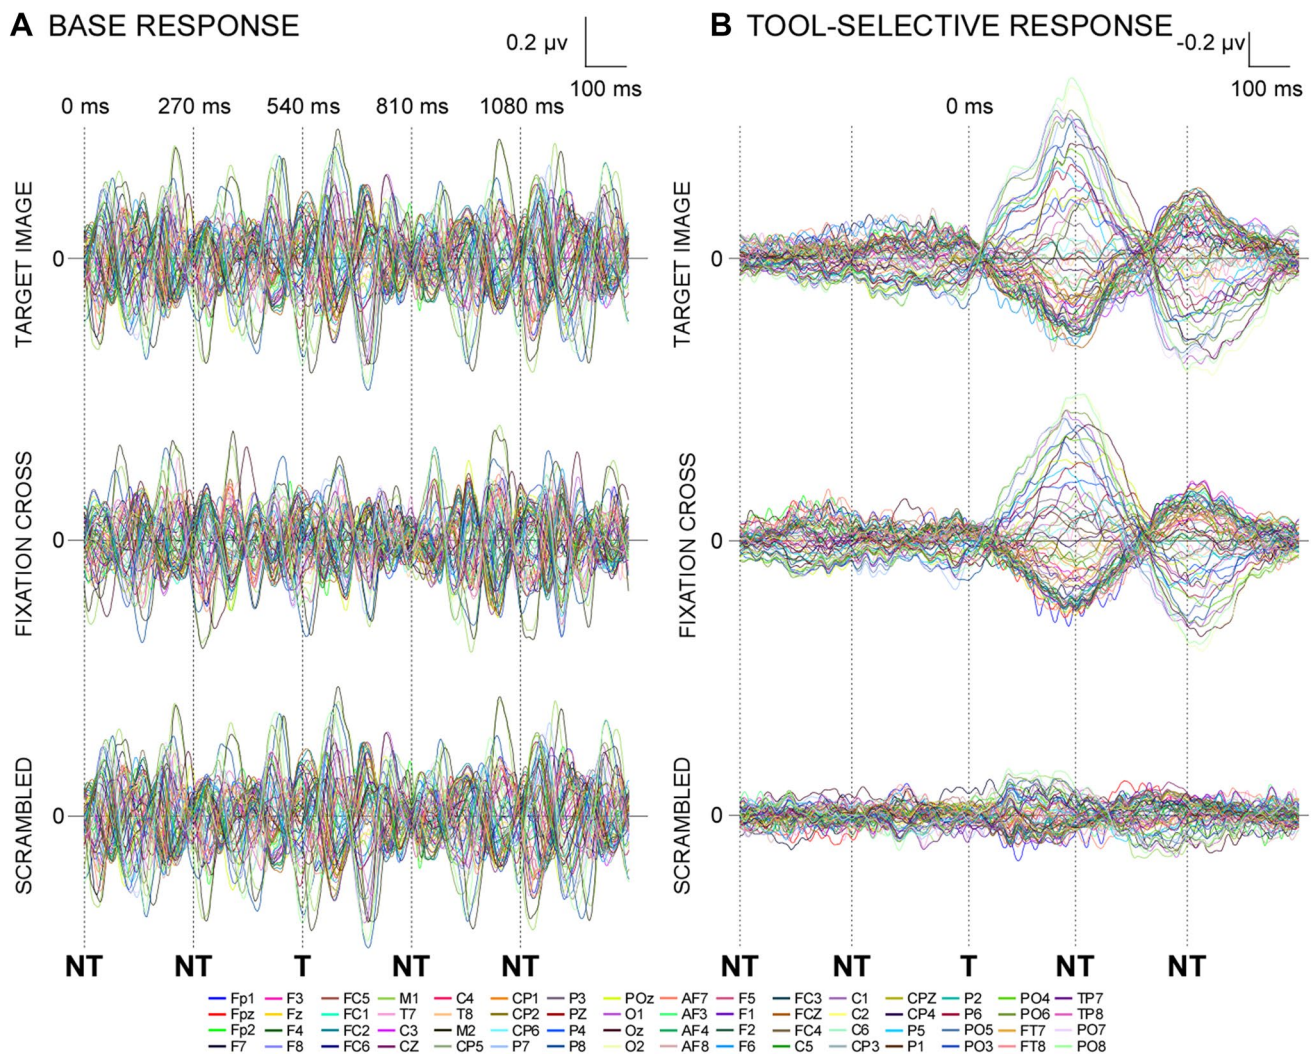 A BASE RESPONSE
0.2 µv
100 ms
0 ms 270 ms 540 ms 810 ms 1080 ms
TARGET IMAGE
0
FIXATION CROSS
0
SCRAMBLED
0
NT NT T NT NT
B TOOL-SELECTIVE RESPONSE
-0.2 µv
100 ms
0 ms
TARGET IMAGE
0
FIXATION CROSS
0
SCRAMBLED
0
NT NT T NT NT
Fp1 F3 FC5 M1 C4 CP1 P3 POz AF7 F5 FC3 C1 CPZ P2 PO4 TP7
Fpz Fz FC1 T7 T8 CP2 PZ O1 AF3 F1 FCZ C2 CP4 P6 PO6 TP8
Fp2 F4 FC2 C3 M2 CP6 P4 Oz AF4 F2 FC4 C6 P5 PO5 FT7 PO7
F7 F8 FC6 CZ CP5 P7 P8 O2 AF8 F6 C5 CP3 P1 PO3 FT8 PO8